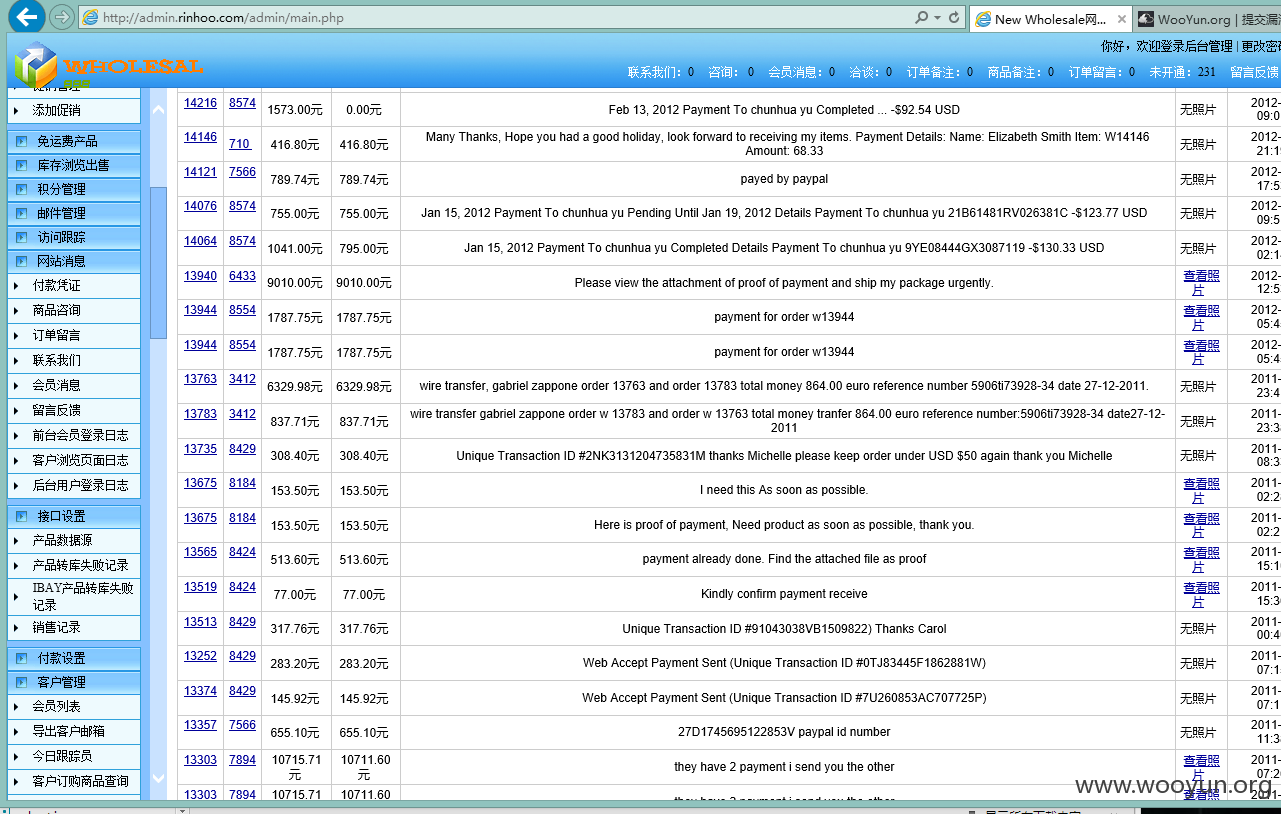 http://admin.rinhoo.com/admin/main.php
New Wholesale网...
WooYun.org | 提交漏
你好，欢迎登录后台管理 | 更改密
WHOLESAL
联系我们：0 咨询：0 会员消息：0 洽谈：0 订单备注：0 商品备注：0 订单留言：0 未开通：231 留言反馈
添加促销
免运费产品
库存浏览出售
积分管理
邮件管理
访问跟踪
网站消息
付款凭证
商品咨询
订单留言
联系我们
会员消息
留言反馈
前台会员登录日志
客户浏览页面日志
后台用户登录日志
接口设置
产品数据源
产品转库失败记录
IBAY产品转库失败
记录
销售记录
付款设置
客户管理
会员列表
导出客户邮箱
今日跟踪员
客户订购商品查询
14216 8574 1573.00元 0.00元 Feb 13, 2012 Payment To chunhua yu Completed ... -$92.54 USD 无照片 2012-
09:0
14146 710 416.80元 416.80元 Many Thanks, Hope you had a good holiday, look forward to reveiving my items. Payment Details: Name: Elizabeth Smith Item: W14146
Amount: 68.33 无照片 2012-
21:1
14121 7566 789.74元 789.74元 payed by paypal 无照片 2012-
17:5
14076 8574 755.00元 755.00元 Jan 15, 2012 Payment To chunhua yu Pending Until Jan 19, 2012 Details Payment To chunhua yu 21B61481RV026381C -$123.77 USD 无照片 2012-
09:5
14064 8574 1041.00元 795.00元 Jan 15, 2012 Payment To chunhua yu Completed Details Payment To chunhua yu 9YE08444GX3087119 -$130.33 USD 无照片 2012-
02:1
13940 6433 9010.00元 9010.00元 Please view the attachment of proof of payment and ship my package urgently. 查看照
片 2012-
12:5
13944 8554 1787.75元 1787.75元 payment for order w13944 查看照
片 2012-
05:4
13944 8554 1787.75元 1787.75元 payment for order w13944 查看照
片 2012-
05:4
13763 3412 6329.98元 6329.98元 wire transfer, gabriel zappone order 13763 and order 13783 total money 864.00 euro reference number 5906ti73928-34 date 27-12-2011. 无照片 2011-
23:4
13783 3412 837.71元 837.71元 wire transfer gabriel zappone order w 13783 and order w 13763 total money tranfer 864.00 euro reference number:5906ti73928-34 date27-12-
2011 无照片 2011-
23:3
13735 8429 308.40元 308.40元 Unique Transaction ID #2NK3131204735831M thanks Michelle please keep order under USD $50 again thank you Michelle 无照片 2011-
08:3
13675 8184 153.50元 153.50元 I need this As soon as possible. 查看照
片 2011-
02:2
13675 8184 153.50元 153.50元 Here is proof of payment, Need product as soon as possible, thank you. 查看照
片 2011-
02:2
13565 8424 513.60元 513.60元 payment already done. Find the attached file as proof 查看照
片 2011-
15:1
13519 8424 77.00元 77.00元 Kindly confirm payment receive 查看照
片 2011-
15:3
13513 8429 317.76元 317.76元 Unique Transaction ID #91043038VB1509822) Thanks Carol 无照片 2011-
00:4
13252 8429 283.20元 283.20元 Web Accept Payment Sent (Unique Transaction ID #0TJ83445F1862881W) 无照片 2011-
07:1
13374 8429 145.92元 145.92元 Web Accept Payment Sent (Unique Transaction ID #7U260853AC707725P) 无照片 2011-
07:1
13357 7566 655.10元 655.10元 27D1745695122853V paypal id number 无照片 2011-
11:3
13303 7894 10715.71
元 10711.60
元 they have 2 payment i send you the other 查看照
片 2011-
07:2
13303 7894 10715.71 10711.60 they have 2 payment i send you the other 查看照 2011-
www.wooyun.org